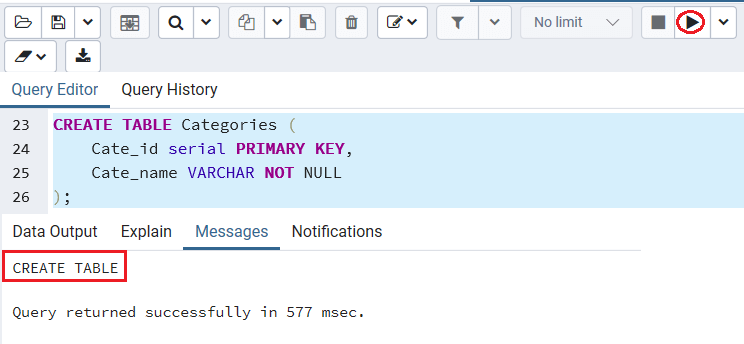 No limit
Query Editor Query History
23 CREATE TABLE Categories (
24 Cate_id serial PRIMARY KEY,
25 Cate_name VARCHAR NOT NULL
26 );
Data Output Explain Messages Notifications
CREATE TABLE
Query returned successfully in 577 msec.